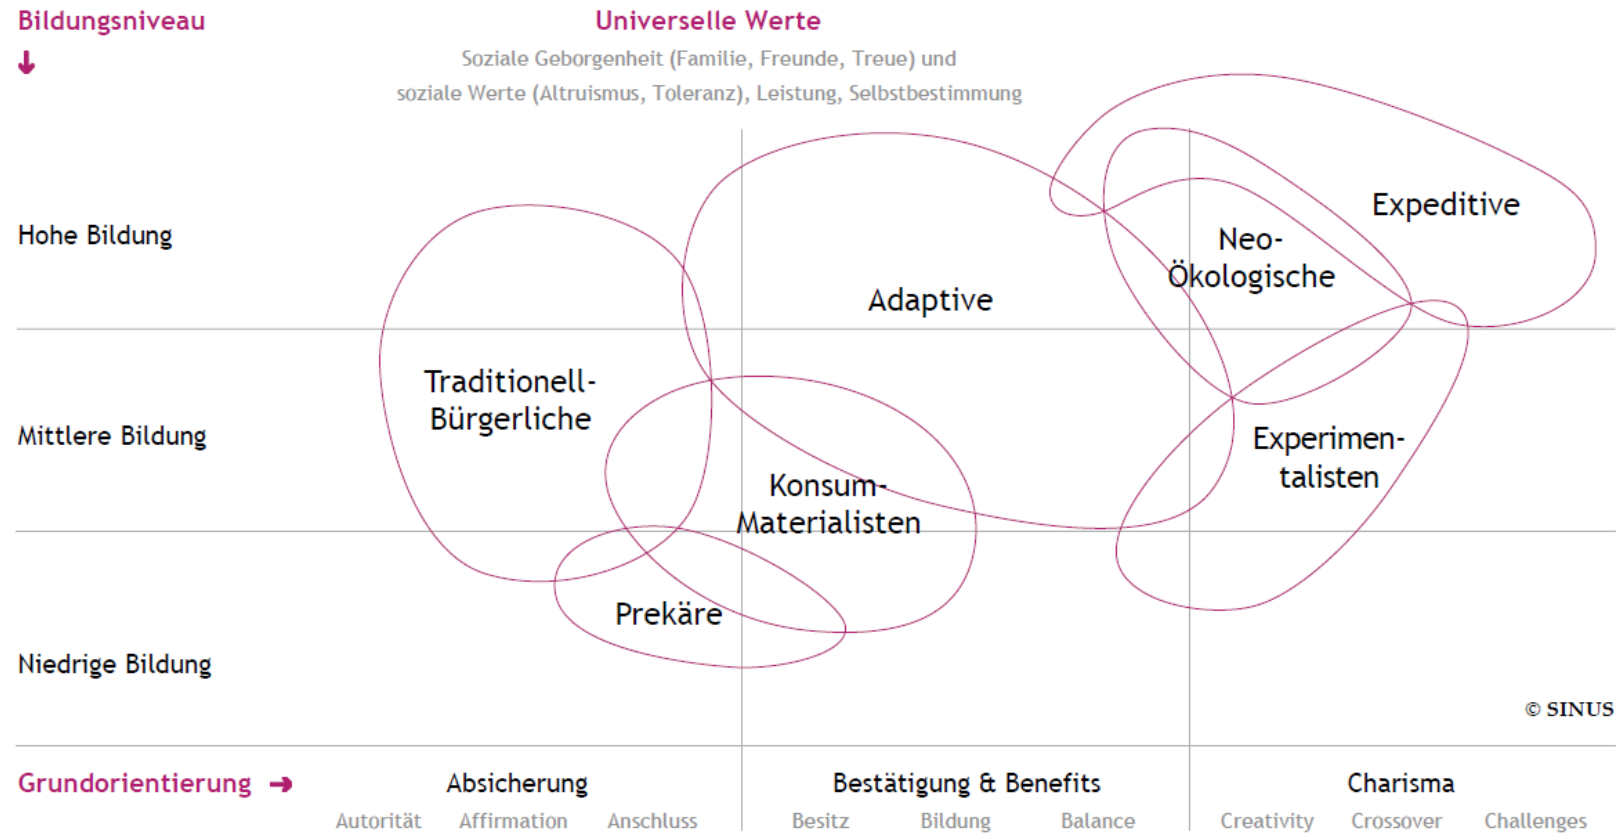 Bildungsniveau
Universelle Werte
Soziale Geborgenheit (Familie, Freunde, Treue) und
soziale Werte (Altruismus, Toleranz), Leistung, Selbstbestimmung
Hohe Bildung
Expeditive
Neo-
Ökologische
Adaptive
Traditionell-
Bürgerliche
Mittlere Bildung
Experimen-
talisten
Konsum-
Materialisten
Prekäre
Niedrige Bildung
© SINUS
Grundorientierung
Absicherung
Bestätigung & Benefits
Charisma
Autorität Affirmation Anschluss Besitz Bildung Balance Creativity Crossover Challenges